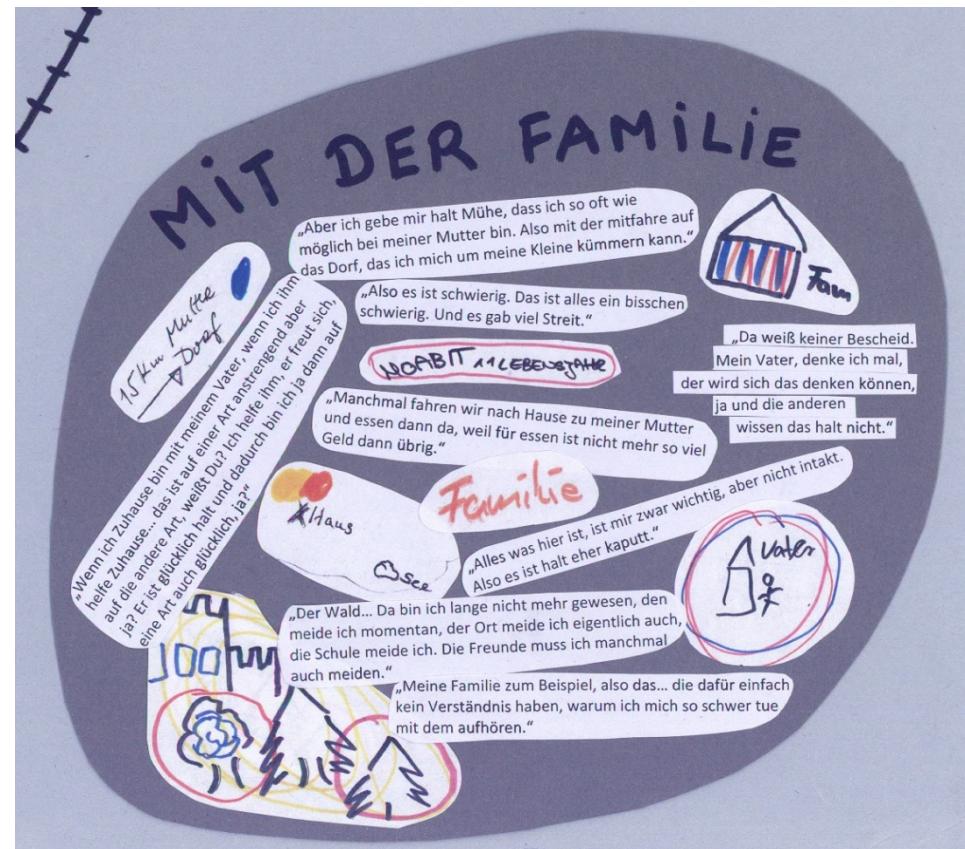 MiT DER FAMiLiE
„Aber ich gebe mir halt Mühe, dass ich so oft wie
möglich bei meiner Mutter bin. Also mit der mitfahre auf
das Dorf, das ich mich um meine Kleine kümmern kann.“
Fam
15 km Mutter
Dorf
„Also es ist schwierig. Das ist alles ein bisschen
schwierig. Und es gab viel Streit.“
„Da weiß keiner Bescheid.
Mein Vater, denke ich mal,
der wird sich das denken können,
ja und die anderen
wissen das halt nicht.“
MOABIT 11 LEBENSJAHR
„Wenn ich Zuhause bin mit meinem Vater, wenn ich ihm
helfe Zuhause... das ist auf einer Art anstrengend aber
auf die andere Art, weißt Du? Ich helfe ihm, er freut sich,
ja? Er ist glücklich halt und dadurch bin ich ja dann auf
eine Art auch glücklich, ja?“
„Manchmal fahren wir nach Hause zu meiner Mutter
und essen dann da, weil für essen ist nicht mehr so viel
Geld dann übrig.“
Familie
Haus
See
„Alles was hier ist, ist mir zwar wichtig, aber nicht intakt.
Also es ist halt eher kaputt.“
Vater
„Der Wald... Da bin ich lange nicht mehr gewesen, den
meide ich momentan, der Ort meide ich eigentlich auch,
die Schule meide ich. Die Freunde muss ich manchmal
auch meiden.“
„Meine Familie zum Beispiel, also das... die dafür einfach
kein Verständnis haben, warum ich mich so schwer tue
mit dem aufhören.“